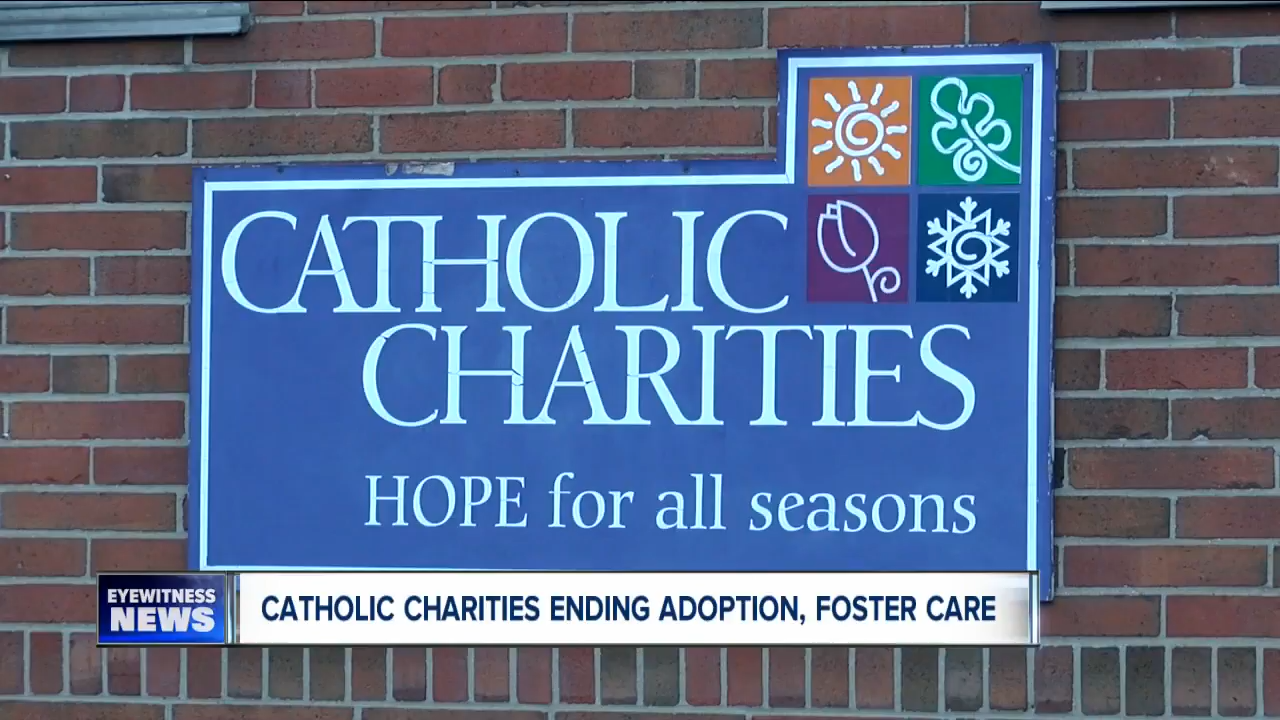 CATHOLIC
CHARITIES
HOPE for all seasons
EYEWITNESS
NEWS
CATHOLIC CHARITIES ENDING ADOPTION, FOSTER CARE